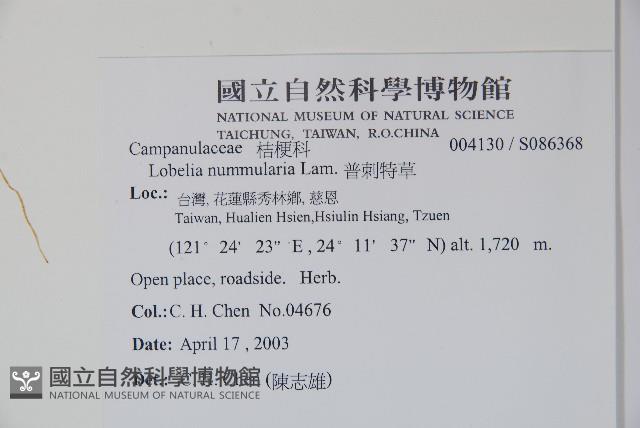 國立自然科學博物館
NATIONAL MUSEUM OF NATURAL SCIENCE
TAICHUNG, TAIWAN, R.O.CHINA
Campanulaceae 桔梗科 004130 / S086368
Lobelia nummularia Lam. 普剌特草
Loc.: 台灣, 花蓮縣秀林鄉, 慈恩
Taiwan, Hualien Hsien,Hsiulin Hsiang, Tzuen
(121° 24' 23" E , 24° 11' 37" N) alt. 1,720 m.
Open place, roadside. Herb.
Col.: C. H. Chen No.04676
Date: April 17 , 2003
(陳志雄)
國立自然科學博物館
NATIONAL MUSEUM OF NATURAL SCIENCE